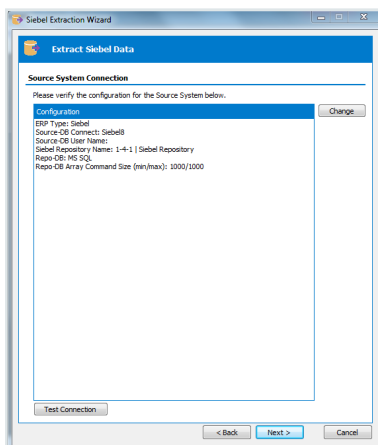 Siebel Extraction Wizard
Extract Siebel Data
Source System Connection
Please verify the configuration for the Source System below.
Configuration
Change
ERP Type: Siebel
Source-DB Connect: Siebel8
Source-DB User Name:
Siebel Repository Name: 1-4-1 | Siebel Repository
Repo-DB: MS SQL
Repo-DB Array Command Size (min/max): 1000/1000
Test Connection
< Back
Next >
Cancel